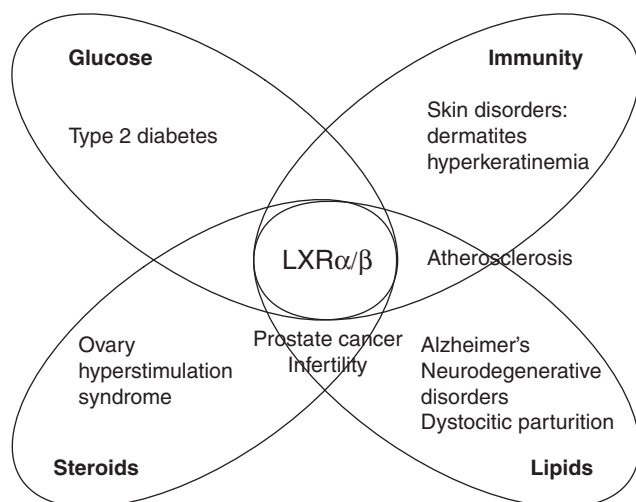 Glucose
Immunity
Type 2 diabetes
Skin disorders:
dermatites
hyperkeratinemia
LXRα/β
Atherosclerosis
Prostate cancer
Infertility
Ovary
hyperstimulation
syndrome
Alzheimer's
Neurodegenerative
disorders
Dystocitic parturition
Steroids
Lipids